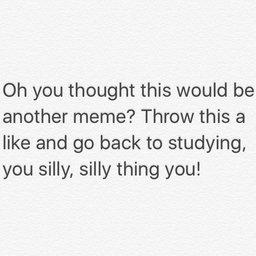 Oh you thought this would be
another meme? Throw this a
like and go back to studying,
you silly, silly thing you!